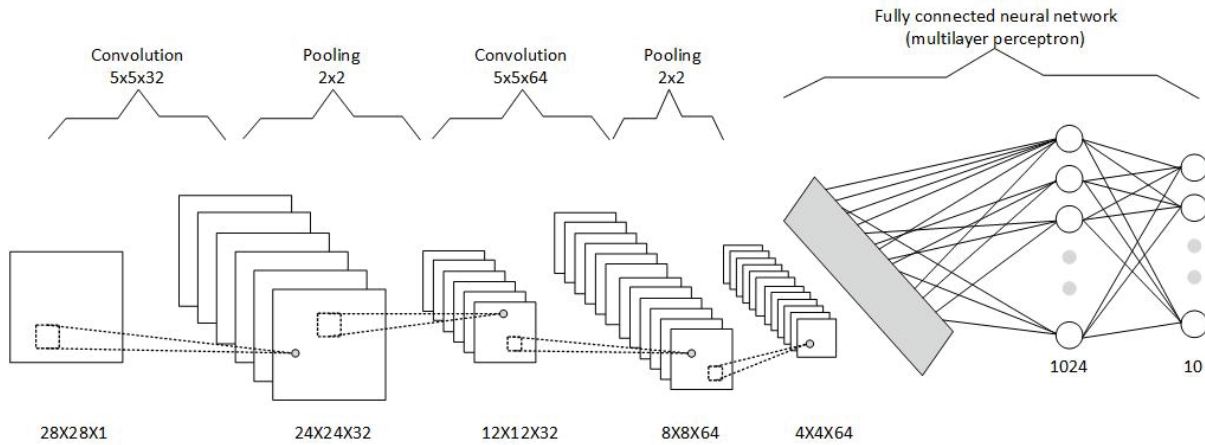 Fully connected neural network
(multilayer perceptron)
Convolution
5x5x32
Pooling
2x2
Convolution
5x5x64
Pooling
2x2
1024
10
28X28X1
24X24X32
12X12X32
8X8X64
4X4X64